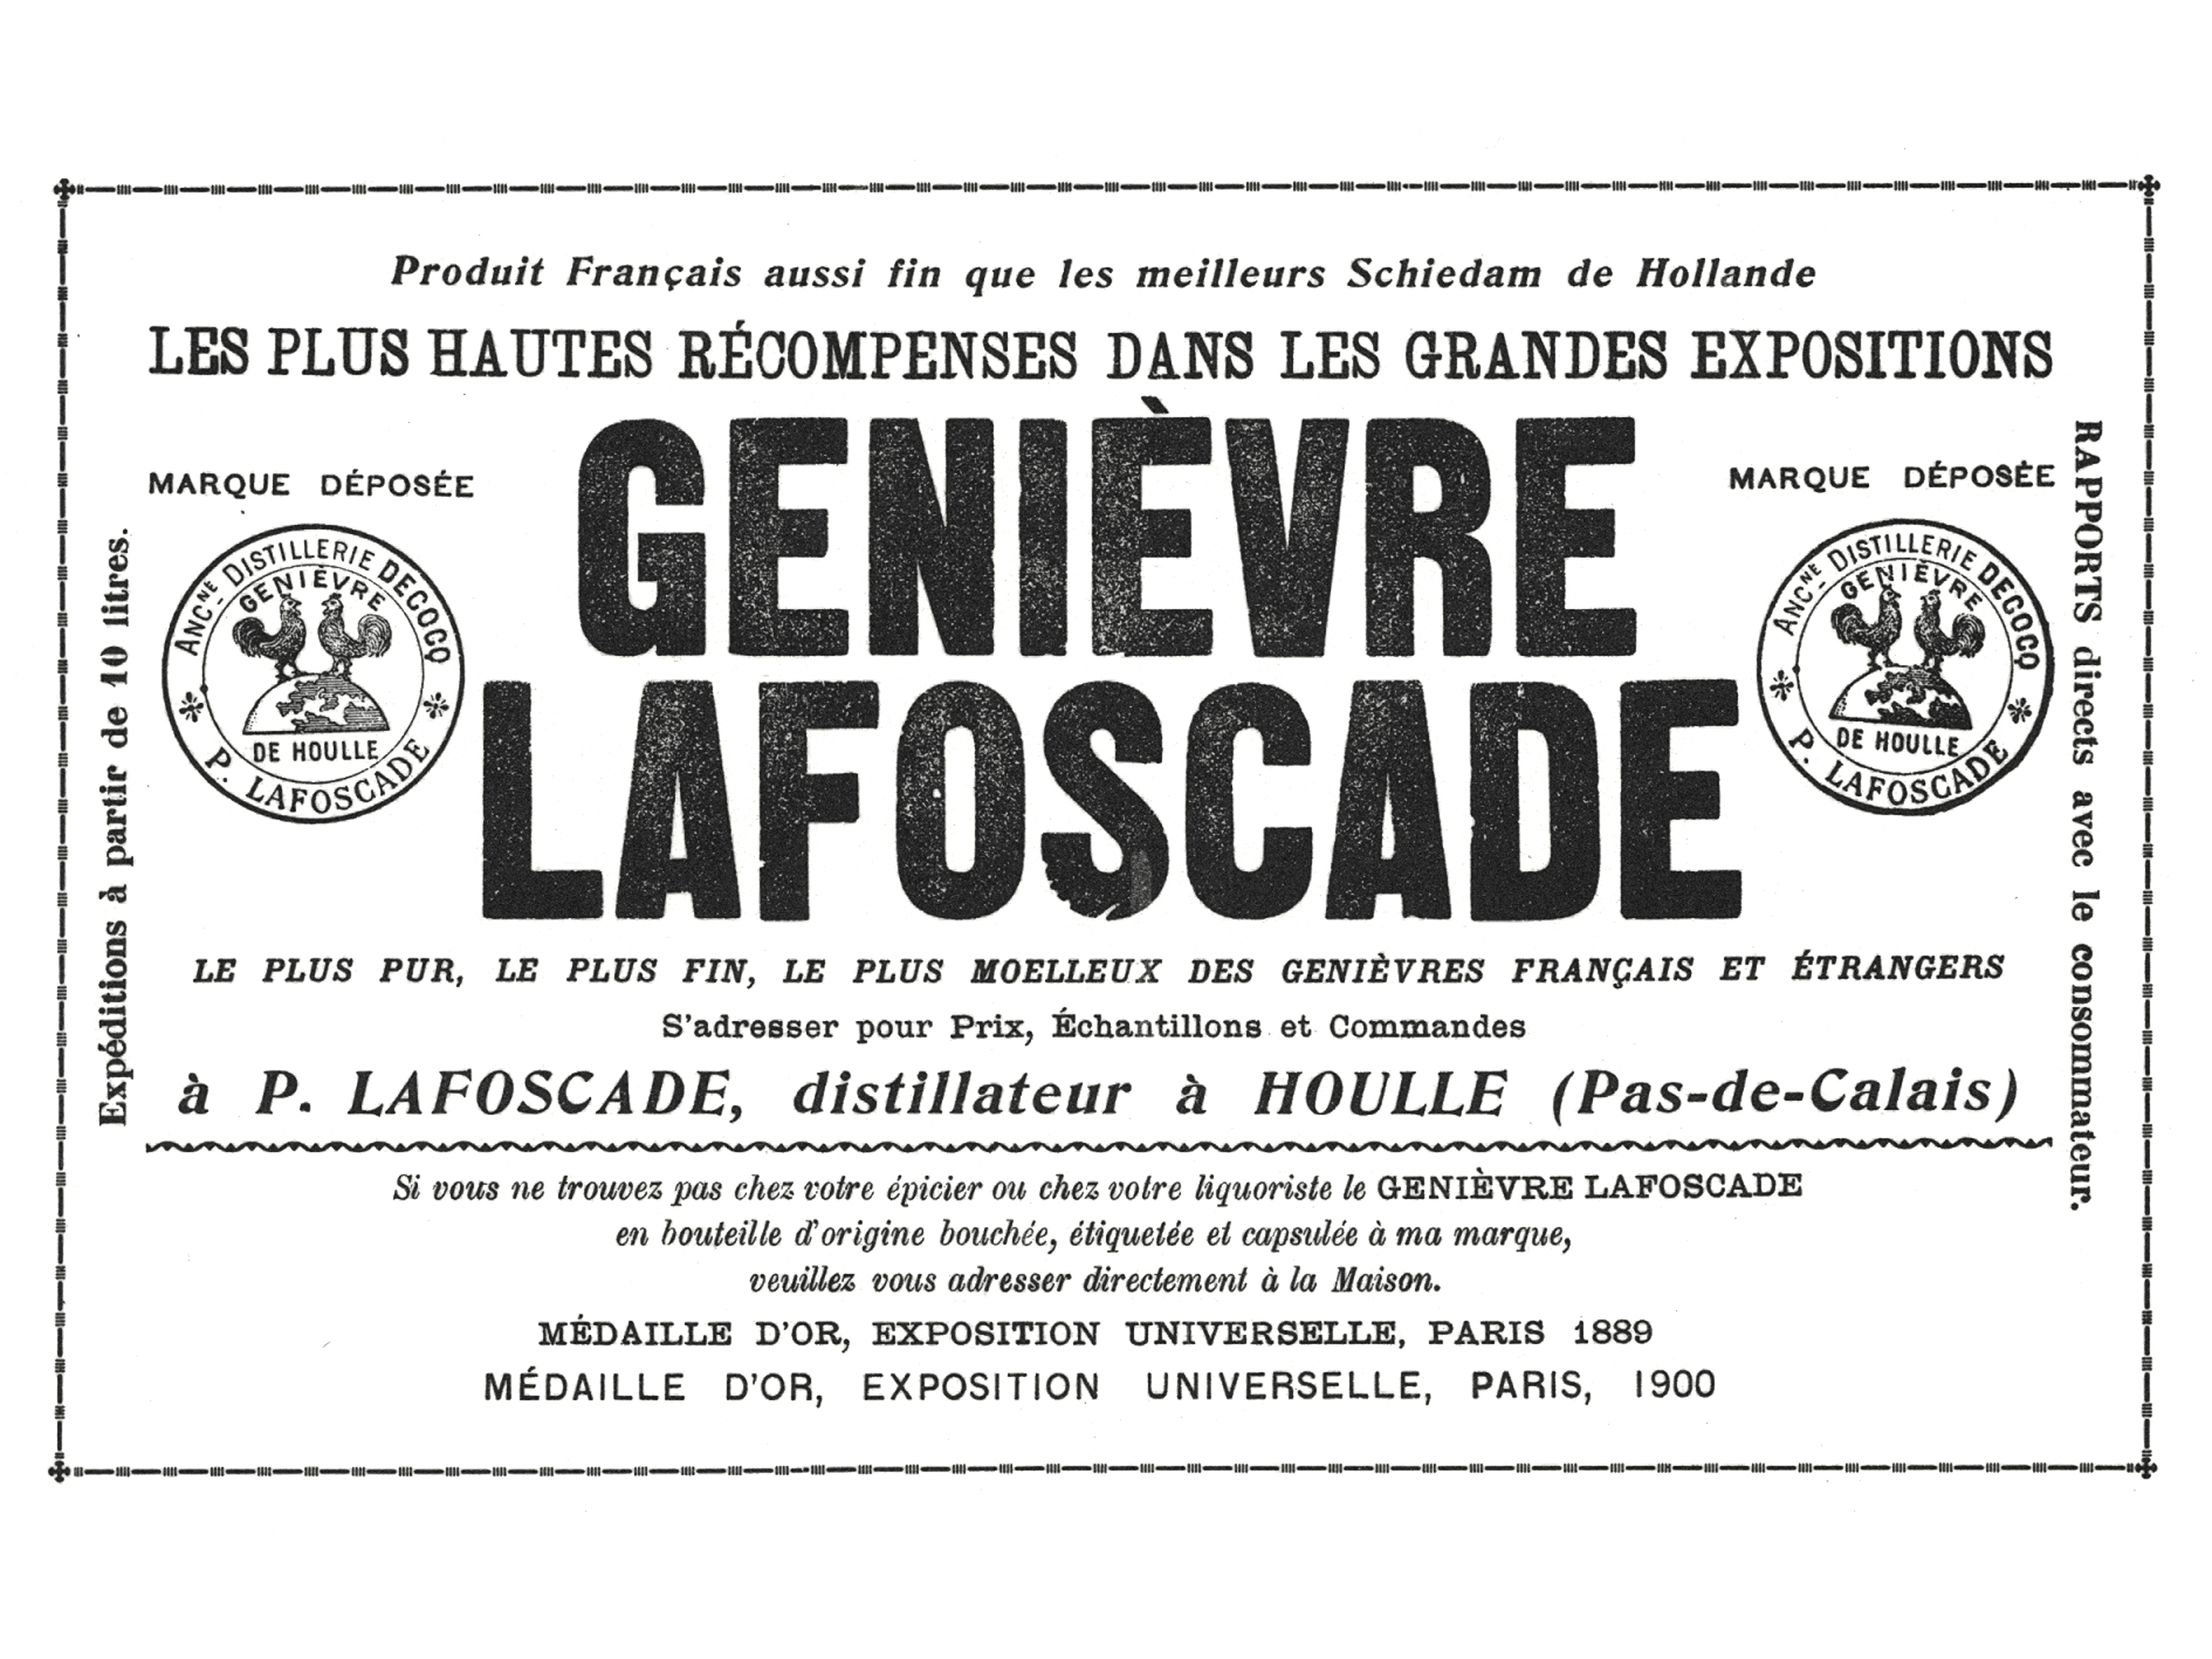 Produit Français aussi fin que les meilleurs Schiedam de Hollande
LES PLUS HAUTES RÉCOMPENSES DANS LES GRANDES EXPOSITIONS
MARQUE DÉPOSÉE
ANCNE DISTILLERIE DECOCQ
GENIÈVRE
DE HOULLE
P. LAFOSCADE
GENIÈVRE
LAFOSCADE
MARQUE DÉPOSÉE
ANCNE DISTILLERIE DECOCQ
GENIÈVRE
DE HOULLE
P. LAFOSCADE
Expéditions à partir de 10 litres.
RAPPORTS directs avec le consommateur.
LE PLUS PUR, LE PLUS FIN, LE PLUS MOELLEUX DES GENIÈVRES FRANÇAIS ET ÉTRANGERS
S'adresser pour Prix, Échantillons et Commandes
à P. LAFOSCADE, distillateur à HOULLE (Pas-de-Calais)
Si vous ne trouvez pas chez votre épicier ou chez votre liquoriste le GENIÈVRE LAFOSCADE
en bouteille d'origine bouchée, étiquetée et capsulée à ma marque,
veuillez vous adresser directement à la Maison.
MÉDAILLE D'OR, EXPOSITION UNIVERSELLE, PARIS 1889
MÉDAILLE D'OR, EXPOSITION UNIVERSELLE, PARIS, 1900